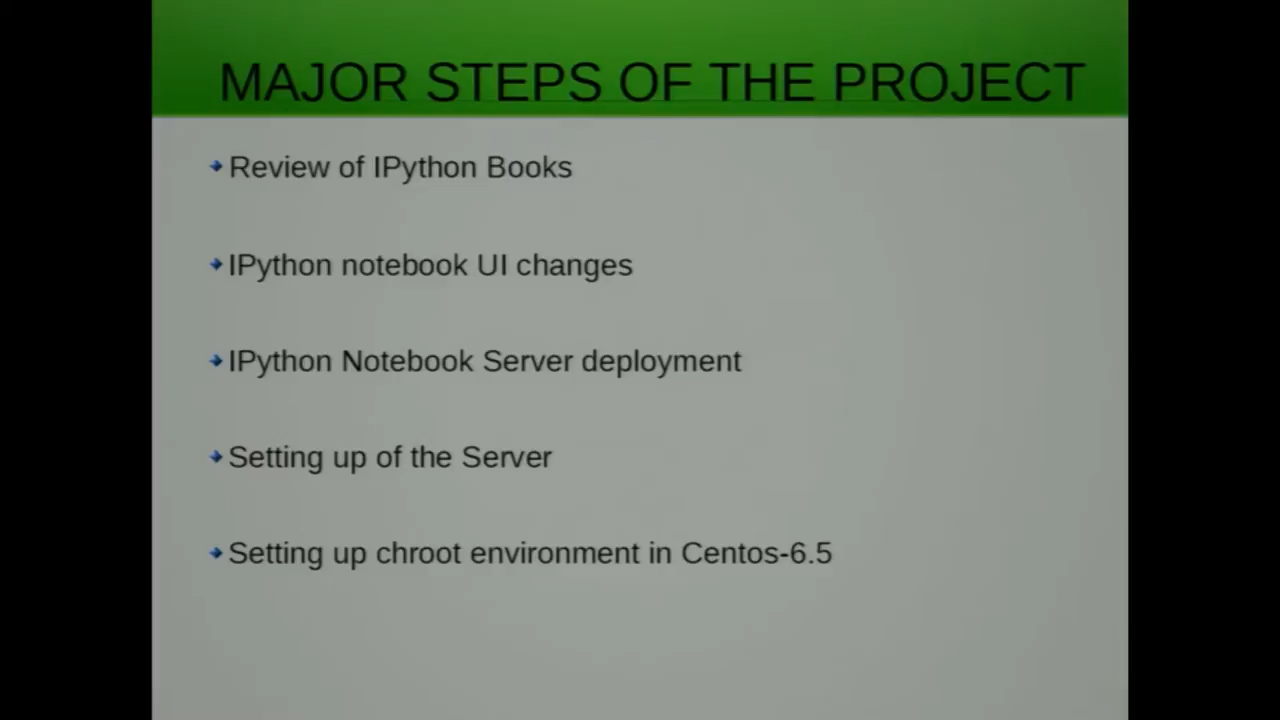 MAJOR STEPS OF THE PROJECT
Review of IPython Books
IPython notebook UI changes
IPython Notebook Server deployment
Setting up of the Server
Setting up chroot environment in Centos-6.5